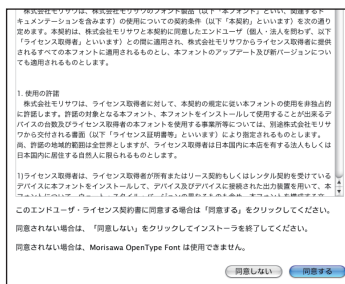 株式会社モリサワは、株式会社モリサワのフォント製品（以下「本フォント」といい、関連するド
キュメンテーションを含みます）の使用についての契約条件（以下「本契約」といいます）を次の通り
定めます。本契約は、株式会社モリサワと本契約に同意したエンドユーザ（個人・法人を問わず、以下
「ライセンス取得者」といいます）との間に適用され、株式会社モリサワからライセンス取得者に提供
されるすべての本フォントに適用されるものとし、本フォントのアップデート及び新バージョンについ
ても適用されるものとします。
1. 使用の許諾
株式会社モリサワは、ライセンス取得者に対して、本契約の規定に従い本フォントの使用を非独占的
に許諾します。許諾の対象となる本フォント、本フォントをインストールして使用することが出来るデ
バイスの台数及びライセンス取得者の本フォントを使用する事業所等については、別途株式会社モリサ
ワから交付される書面（以下「ライセンス証明書等」といいます）により指定されるものとします。
尚、許諾の地域的範囲は全世界としますが、ライセンス取得者は日本国内に本店を有する法人もしくは
日本国内に居住する自然人に限られるものとします。
1)ライセンス取得者は、ライセンス取得者が所有またはリース契約もしくはレンタル契約を受けている
デバイスに本フォントをインストールして、デバイス及びデバイスに接続された出力装置を用いて、本
このエンドユーザ・ライセンス契約書に同意する場合は「同意する」をクリックしてください。
同意されない場合は、「同意しない」をクリックしてインストーラを終了してください。
同意されない場合は、Morisawa OpenType Font は使用できません。
同意しない 同意する